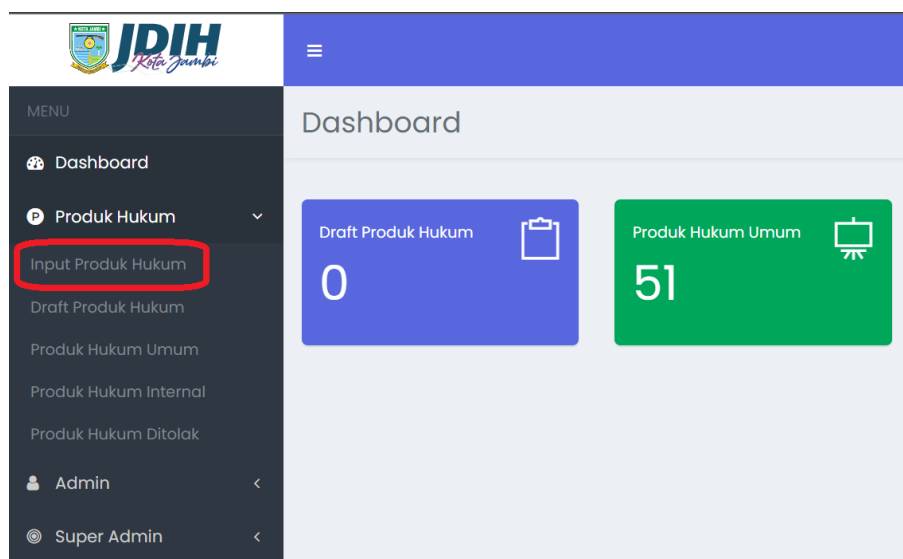 JDIH
Kota Jambi
MENU
Dashboard
Dashboard
P Produk Hukum
Input Produk Hukum
Draft Produk Hukum
Produk Hukum Umum
Produk Hukum Internal
Produk Hukum Ditolak
Admin
Super Admin
Draft Produk Hukum
0
Produk Hukum Umum
51